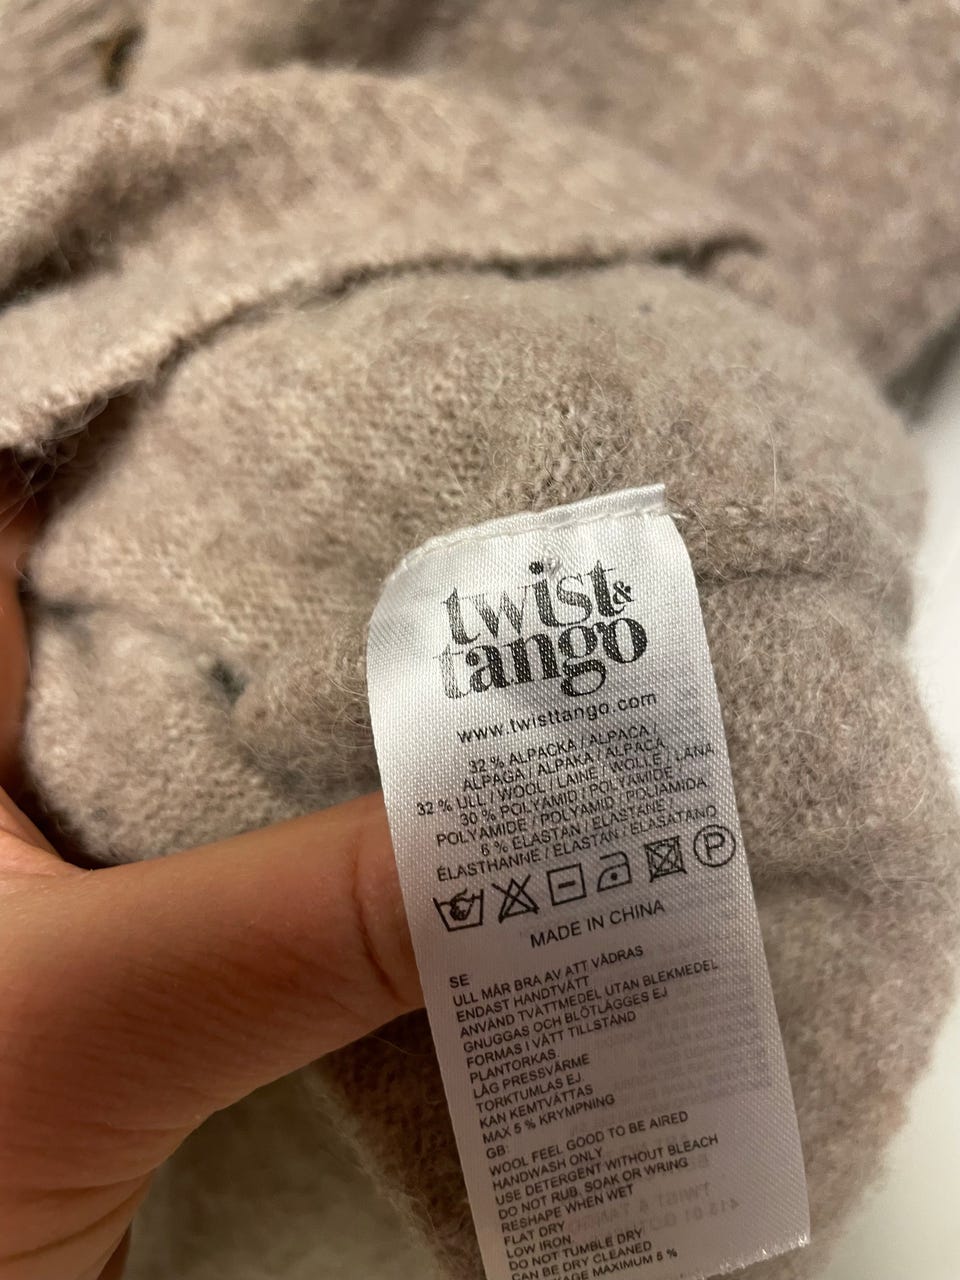 twist &
tango
www.twisttango.com
32 % ALPACKA / ALPACA /
ALPAGA / ALPAKA / ALPACA
32 % ULL / WOOL / LAINE / WOLLE / LANA
30 % POLYAMID / POLYAMIDE /
POLYAMIDE / POLYAMID / POLIAMIDA
6 % ELASTAN / ELASTANE /
ÉLASTHANNE / ELASTAN / ELASATANO
P
MADE IN CHINA
SE
ULL MÅR BRA AV ATT VÄDRAS
ENDAST HANDTVÄTT
ANVÄND TVÄTTMEDEL UTAN BLEKMEDEL
GNUGGAS OCH BLÖTLÄGGES EJ
FORMAS I VÅTT TILLSTÅND
PLANTORKAS.
LÅG PRESSVÄRME
TORKTUMLAS EJ
KAN KEMTVÄTTAS
MAX 5 % KRYMPNING
GB:
WOOL FEEL GOOD TO BE AIRED
HANDWASH ONLY
USE DETERGENT WITHOUT BLEACH
DO NOT RUB, SOAK OR WRING
RESHAPE WHEN WET
FLAT DRY
LOW IRON
DO NOT TUMBLE DRY
CAN BE DRY CLEANED
MAXIMUM 5 %